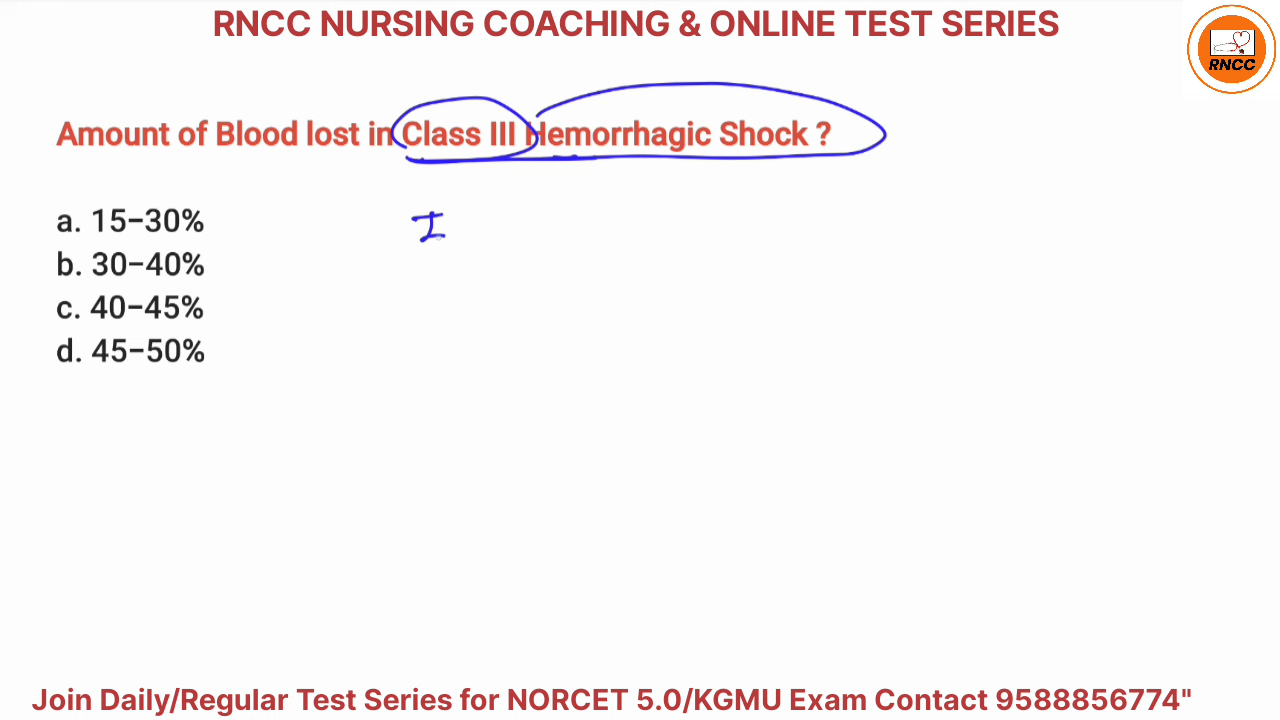 RNCC NURSING COACHING & ONLINE TEST SERIES
RNCC
Amount of Blood lost in Class III Hemorrhagic Shock ?
a. 15-30%
I
b. 30-40%
c. 40-45%
d. 45-50%
Join Daily/Regular Test Series for NORCET 5.0/KGMU Exam Contact 9588856774"